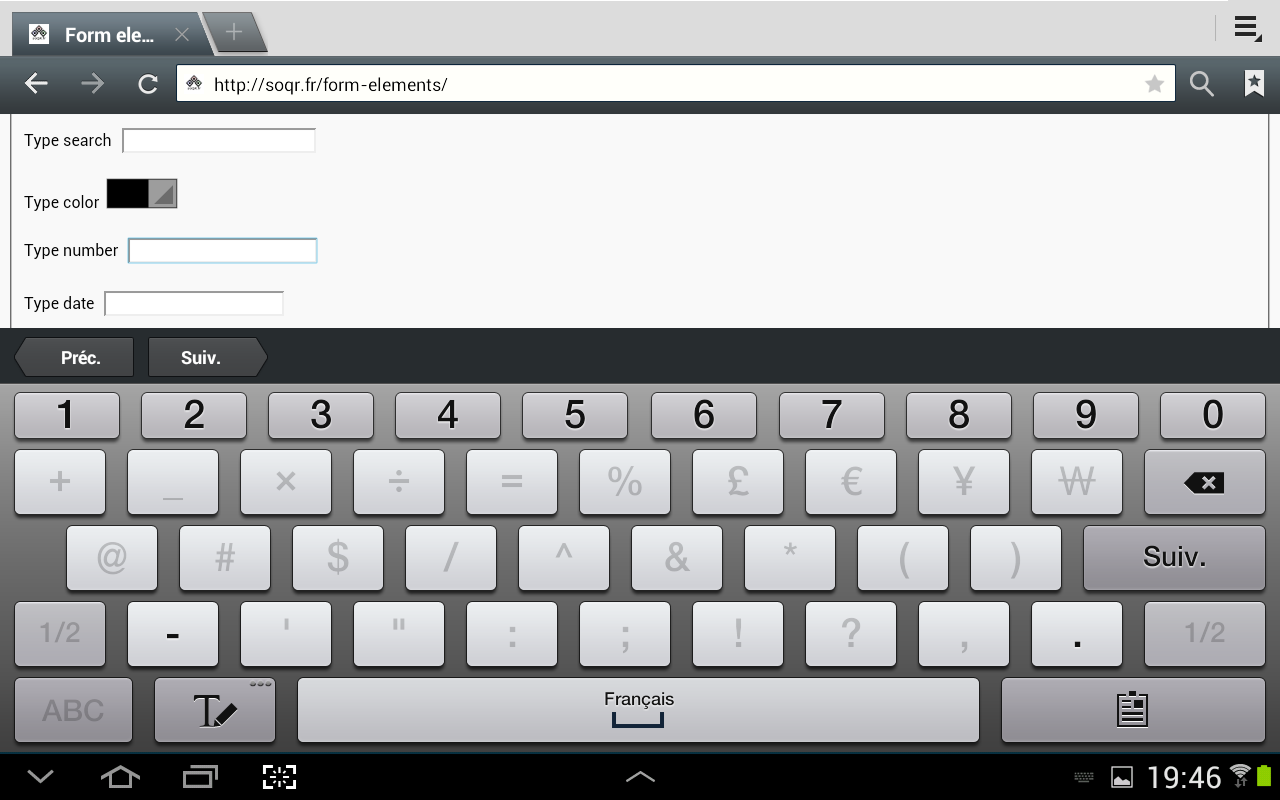 Form ele...
http://soqr.fr/form-elements/
Type search
Type color
Type number
Type date
Préc. Suiv.
1 2 3 4 5 6 7 8 9 0
+ _ × ÷ = % £ € ¥ ₩
@ # $ / ^ & * ( ) Suiv.
1/2 - ' " : ; ! ? , . 1/2
ABC T Français
19:46